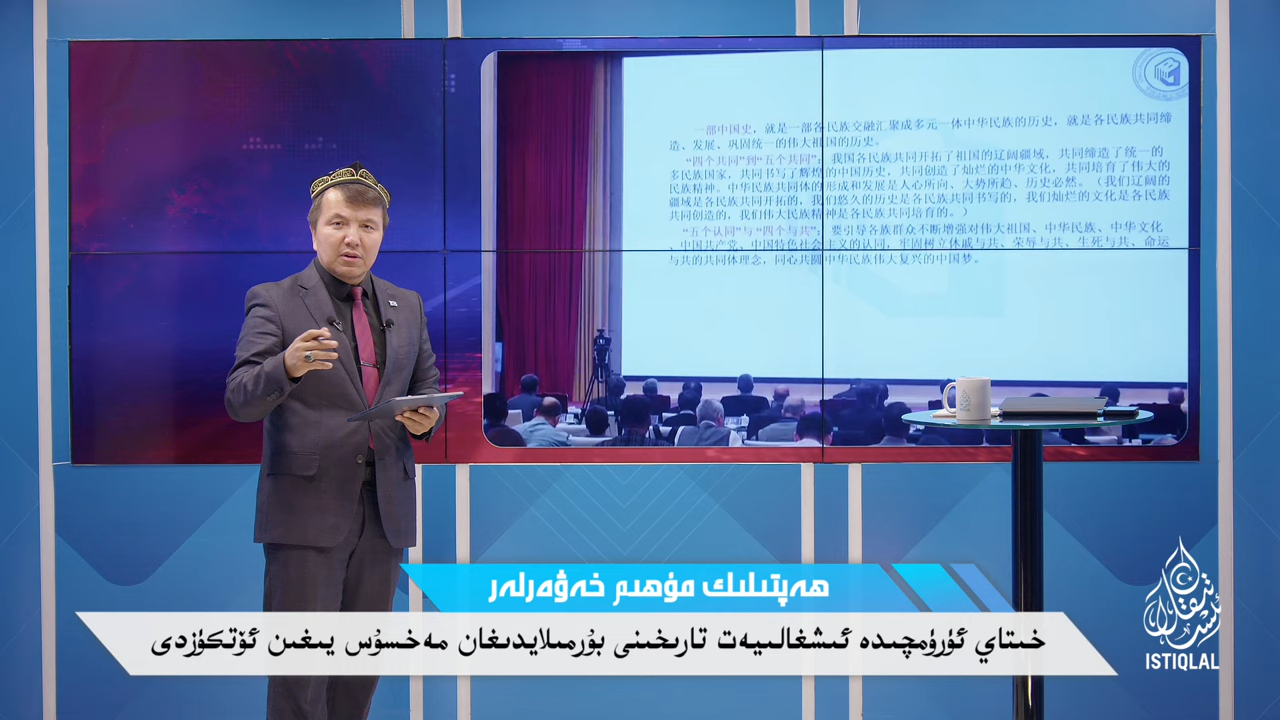 一部中国史，就是一部各民族交融汇聚成多元一体中华民族的历史，就是各民族共同缔
造、发展、巩固统一的伟大祖国的历史。
“四个共同”到“五个共同”：我国各民族共同开拓了祖国的辽阔疆域，共同缔造了统一的
多民族国家，共同书写了辉煌的中国历史，共同创造了灿烂的中华文化，共同培育了伟大的
民族精神。中华民族共同体的形成和发展是人心所向、大势所趋、历史必然。（我们辽阔的
疆域是各民族共同开拓的，我们悠久的历史是各民族共同书写的，我们灿烂的文化是各民族
共同创造的，我们伟大民族精神是各民族共同培育的。）
“五个认同”与“四个与共”：要引导各族群众不断增强对伟大祖国、中华民族、中华文化
、中国共产党、中国特色社会主义的认同，牢固树立休戚与共、荣辱与共、生死与共、命运
与共的共同体理念，同心共圆中华民族伟大复兴的中国梦。
ھەپتىلىك مۇھىم خەۋەرلەر
خىتاي ئۈرۈمچىدە ئىشغالىيەت تارىخىنى بۇرمىلايدىغان مەخسۇس يىغىن ئۆتكۈزدى
ئىستىقلال
ISTIQLAL